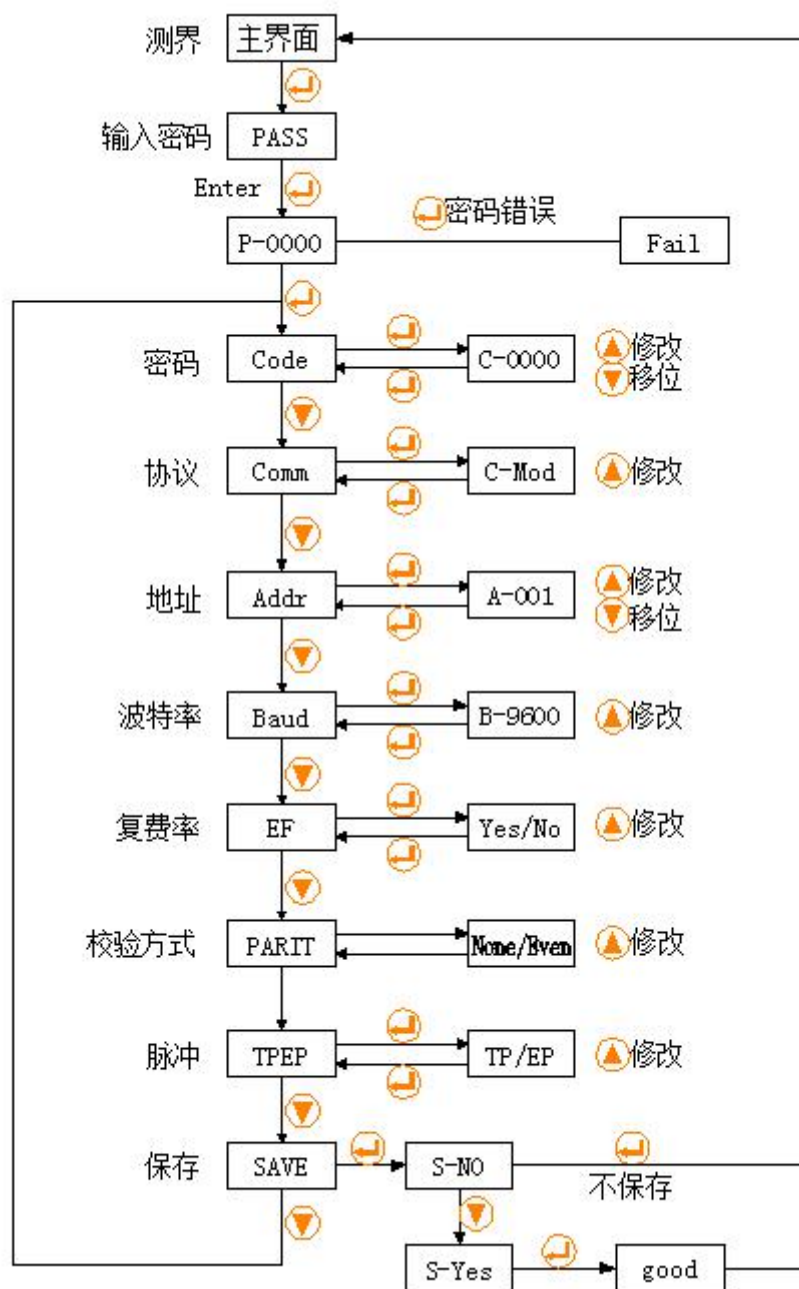 测界 主界面
输入密码 PASS
Enter
密码错误
P-0000 Fail
密码 Code C-0000 修改
移位
协议 Comm C-Mod 修改
地址 Addr A-001 修改
移位
波特率 Baud B-9600 修改
复费率 EF Yes/No 修改
校验方式 PARIT None/Even 修改
脉冲 TPEP TP/EP 修改
保存 SAVE S-NO
不保存
S-Yes good